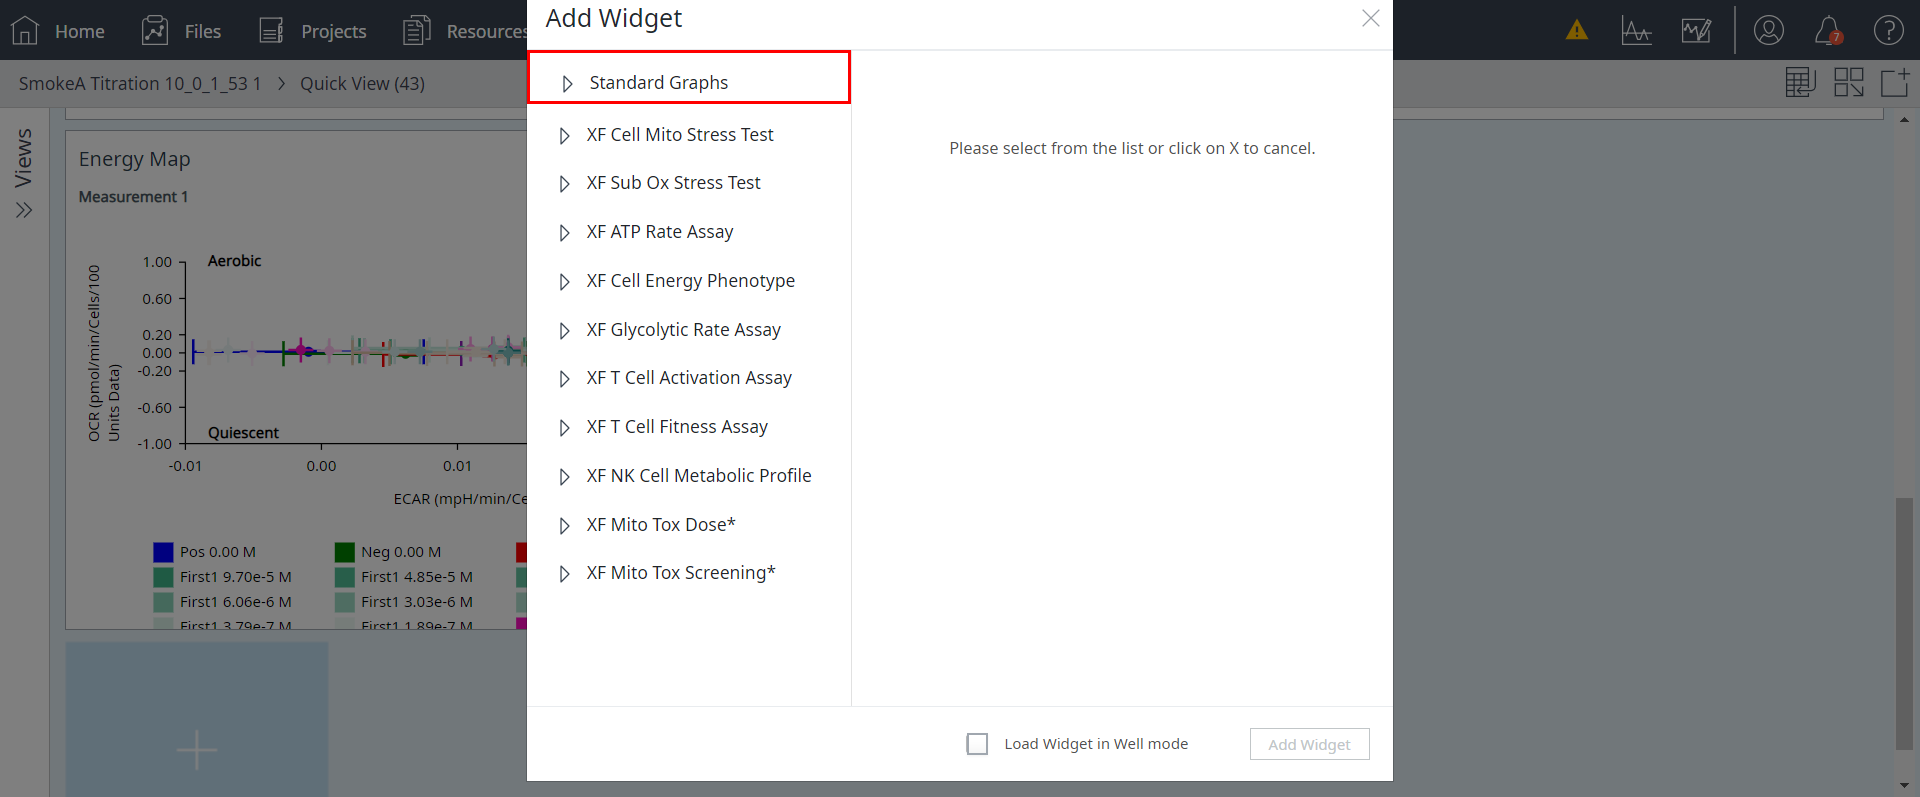 Home
Files
Projects
Resources
7
SmokeA Titration 10_0_1_53 1
Quick View (43)
Views
Energy Map
Measurement 1
OCR (pmol/min/Cells/100
Units Data)
1.00
0.60
0.20
0.00
-0.20
-0.60
-1.00
Aerobic
Quiescent
-0.01
0.00
0.01
ECAR (mpH/min/Ce
Pos 0.00 M
Neg 0.00 M
First1 9.70e-5 M
First1 4.85e-5 M
First1 6.06e-6 M
First1 3.03e-6 M
First1 3.79e-7 M
First1 1.89e-7 M
Add Widget
Standard Graphs
XF Cell Mito Stress Test
XF Sub Ox Stress Test
XF ATP Rate Assay
XF Cell Energy Phenotype
XF Glycolytic Rate Assay
XF T Cell Activation Assay
XF T Cell Fitness Assay
XF NK Cell Metabolic Profile
XF Mito Tox Dose*
XF Mito Tox Screening*
Please select from the list or click on X to cancel.
Load Widget in Well mode
Add Widget